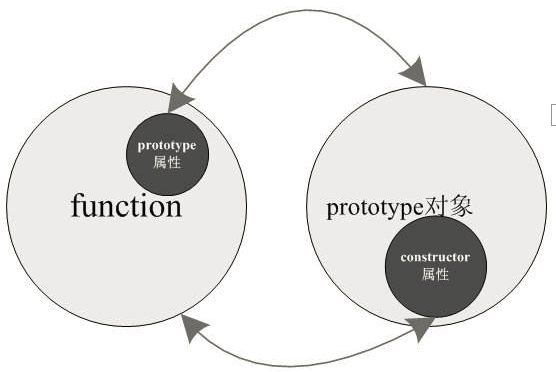 prototype
属性
function
prototype对象
constructor
属性